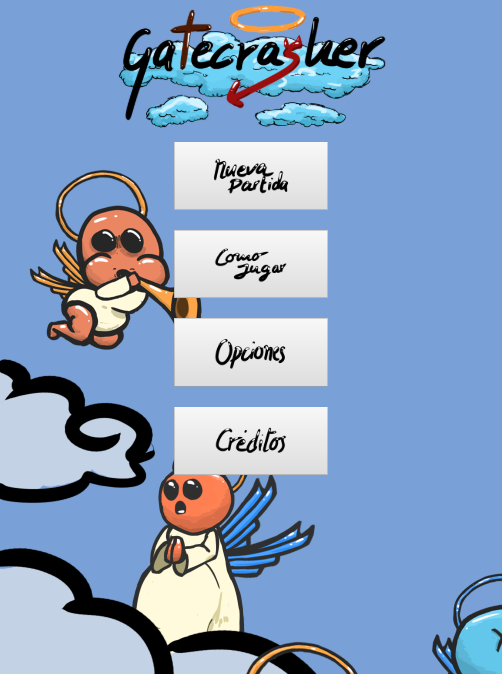 Gatecrasher
Nueva
Partida
Como
Jugar
Opciones
Créditos